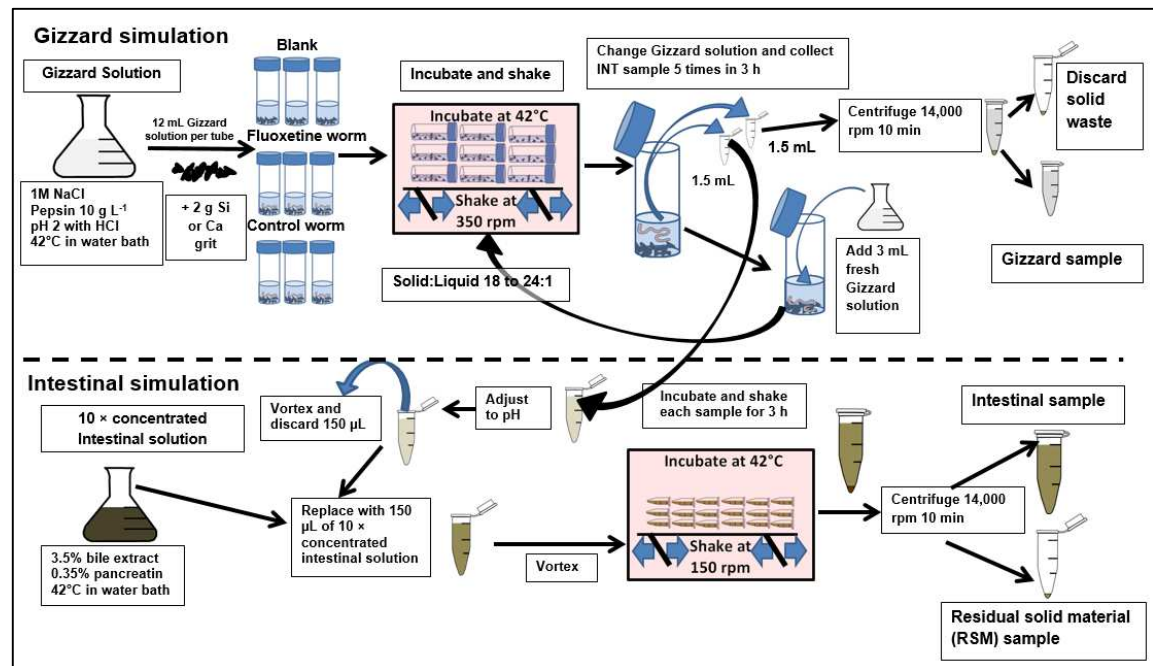 Gizzard simulation
Gizzard Solution
1M NaCl
Pepsin 10 g L⁻¹
pH 2 with HCl
42°C in water bath
12 mL Gizzard
solution per tube
+ 2 g Si
or Ca
grit
Blank
Fluoxetine worm
Control worm
Incubate and shake
Incubate at 42°C
Shake at
350 rpm
Solid:Liquid 18 to 24:1
Change Gizzard solution and collect
INT sample 5 times in 3 h
1.5 mL
1.5 mL
Add 3 mL
fresh
Gizzard
solution
Centrifuge 14,000
rpm 10 min
Discard
solid
waste
Gizzard sample
Intestinal simulation
10 × concentrated
Intestinal solution
3.5% bile extract
0.35% pancreatin
42°C in water bath
Vortex and
discard 150 µL
Adjust
to pH
Replace with 150
µL of 10 ×
concentrated
intestinal solution
Vortex
Incubate and shake
each sample for 3 h
Incubate at 42°C
Shake at
150 rpm
Centrifuge 14,000
rpm 10 min
Intestinal sample
Residual solid material
(RSM) sample